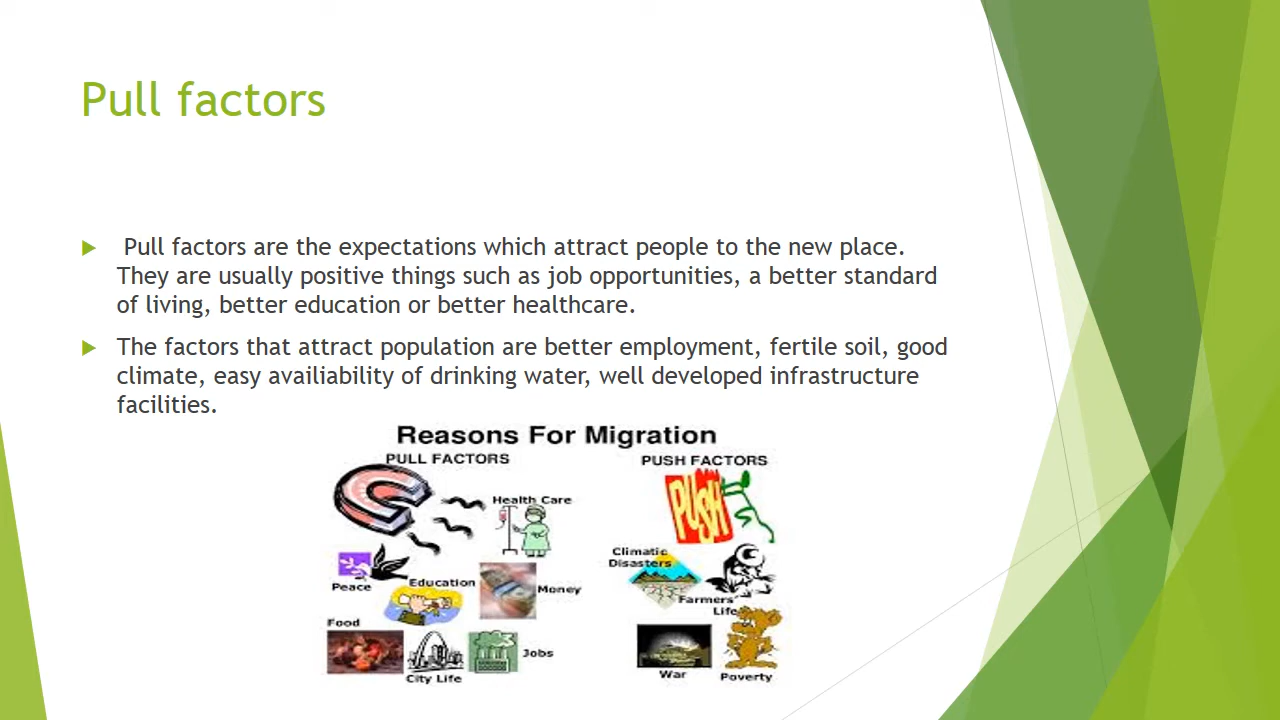 Pull factors
Pull factors are the expectations which attract people to the new place.
They are usually positive things such as job opportunities, a better standard
of living, better education or better healthcare.
The factors that attract population are better employment, fertile soil, good
climate, easy availiability of drinking water, well developed infrastructure
facilities.
Reasons For Migration
PULL FACTORS
PUSH FACTORS
PUSH
Health Care
Peace
Education
Money
Food
City Life
Jobs
Climatic
Disasters
Farmers'
Life
War
Poverty